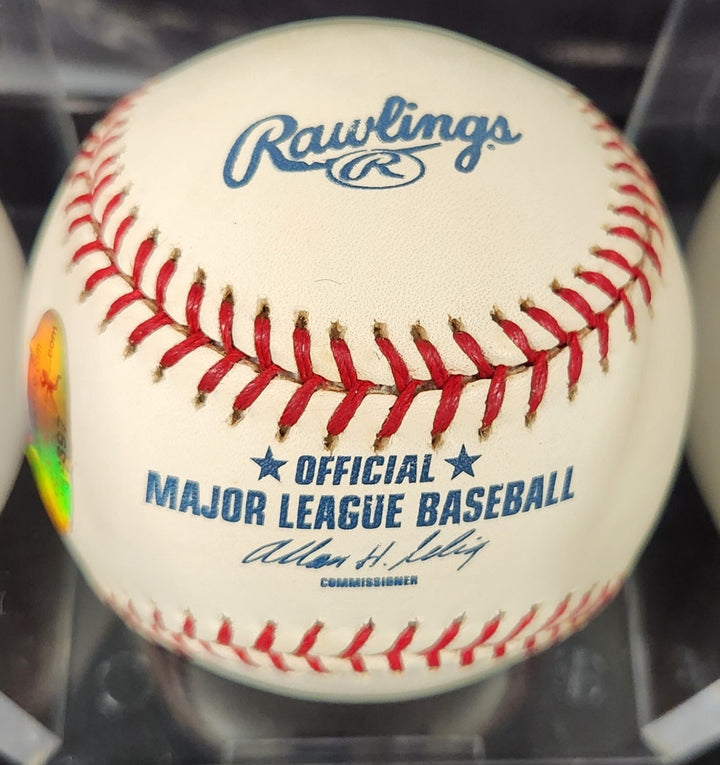 Rawlings
R
OFFICIAL
MAJOR LEAGUE BASEBALL
Allan H. Selig
COMMISSIONER